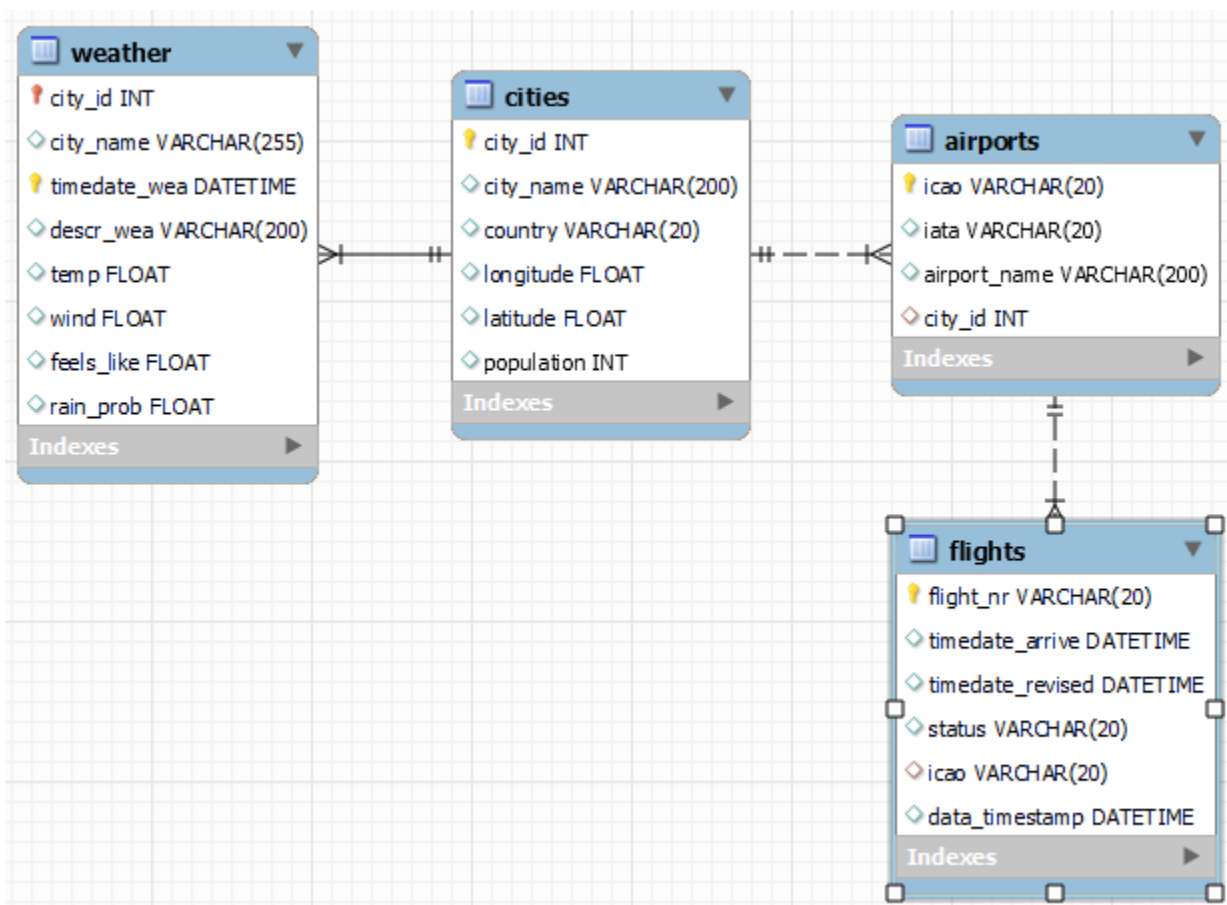 weather
city_id INT
city_name VARCHAR(255)
timedate_wea DATETIME
descr_wea VARCHAR(200)
temp FLOAT
wind FLOAT
feels_like FLOAT
rain_prob FLOAT
Indexes
cities
city_id INT
city_name VARCHAR(200)
country VARCHAR(20)
longitude FLOAT
latitude FLOAT
population INT
Indexes
airports
icao VARCHAR(20)
iata VARCHAR(20)
airport_name VARCHAR(200)
city_id INT
Indexes
flights
flight_nr VARCHAR(20)
timedate_arrive DATETIME
timedate_revised DATETIME
status VARCHAR(20)
icao VARCHAR(20)
data_timestamp DATETIME
Indexes